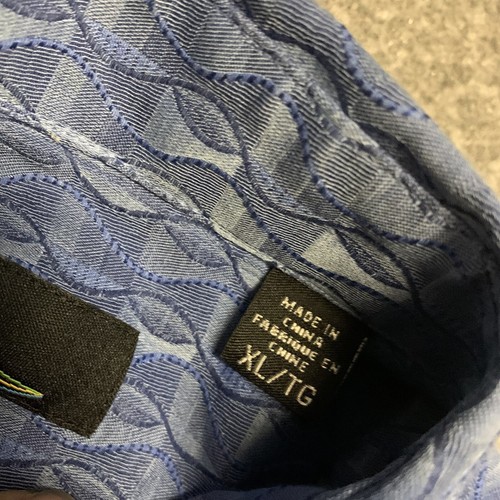 MADE IN
CHINA
FABRIQUE EN
CHINE
XL/TG